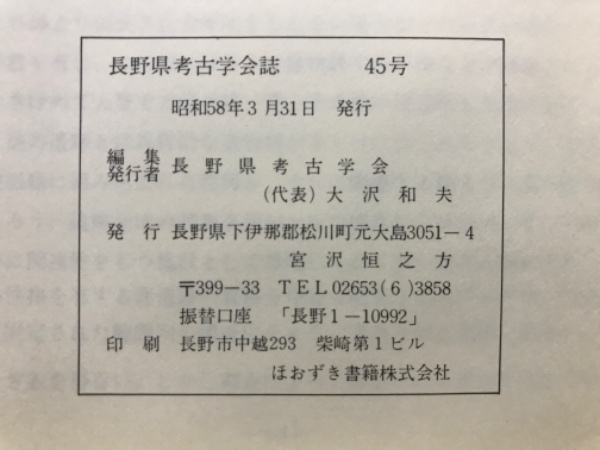 長野県考古学会誌 45号
昭和58年3月31日 発行
編集
発行者 長野県考古学会
(代表) 大沢和夫
発行 長野県下伊那郡松川町元大島3051-4
宮沢恒之方
〒399-33 TEL02653(6)3858
振替口座 「長野1-10992」
印刷 長野市中越293 柴崎第1ビル
ほおずき書籍株式会社